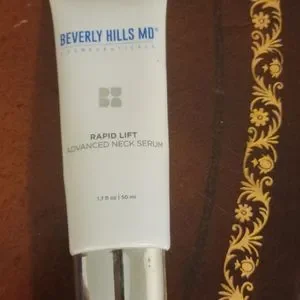 BEVERLY HILLS MD®
COSMECEUTICALS
RAPID LIFT
ADVANCED NECK SERUM
1.7 fl oz | 50 ml